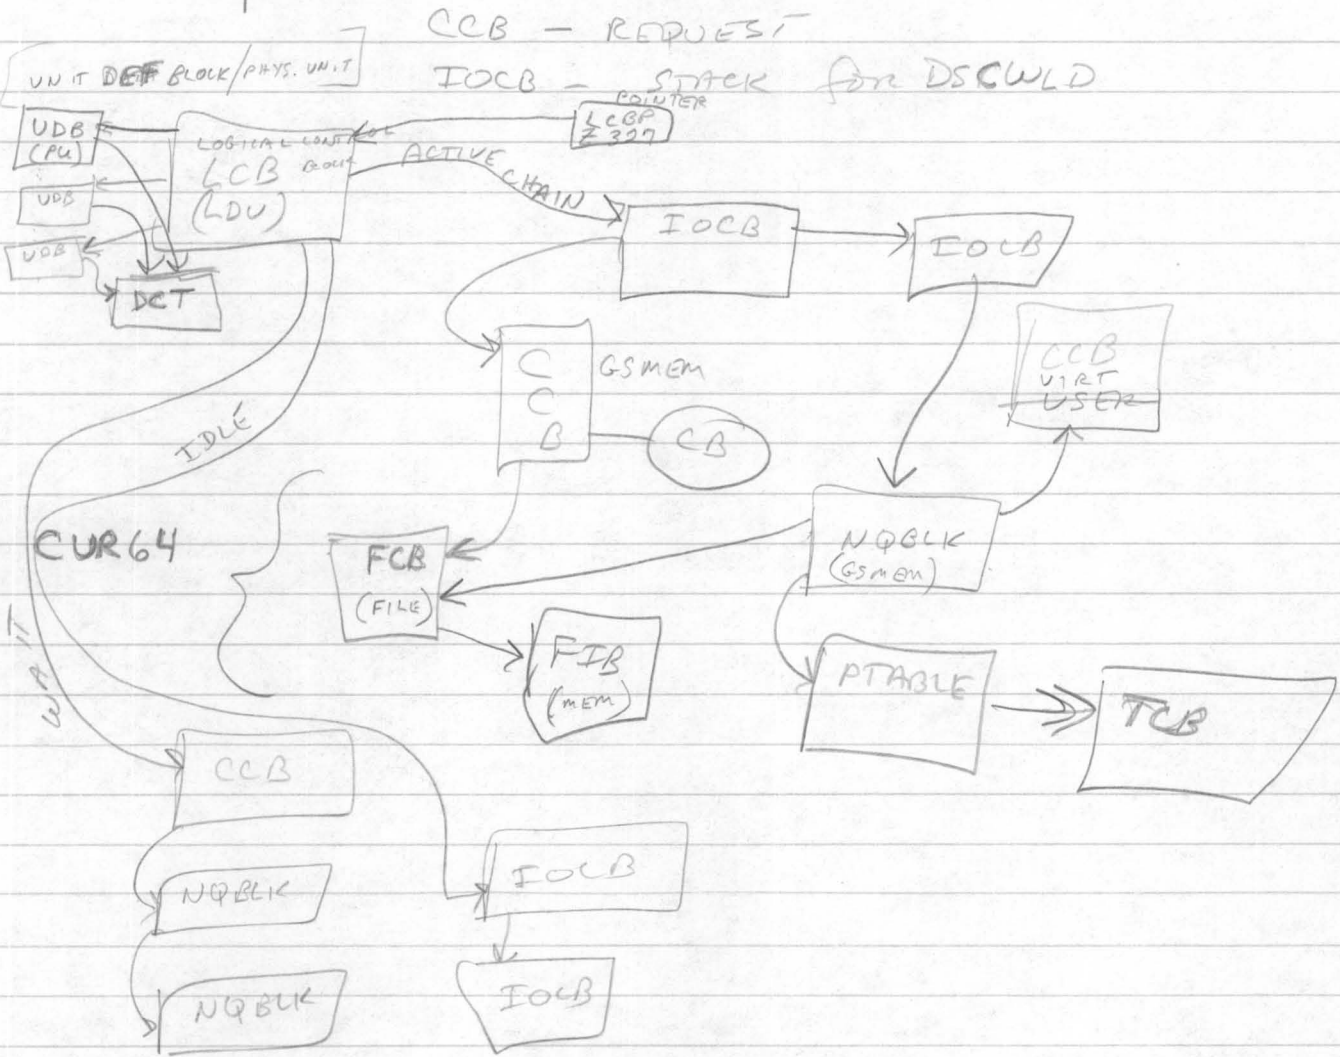 CCB — REQUEST
UNIT DEF BLOCK/PHYS. UNIT
IOCB — STACK for DSCWLD
POINTER
LCBP
Z 327
UDB
(PU)
LOGICAL CONTROL
BLOCK
LCB
(LDU)
ACTIVE
CHAIN
UDB
UDB
DCT
IOCB
IOCB
CCB
VIRT
USER
C
C
B
GSMEM
CB
IDLE
CUR64
FCB
(FILE)
NQBLK
(GSMEM)
FIB
(MEM)
PTABLE
TCB
WAIT
CCB
NQBLK
IOCB
NQBLK
IOCB